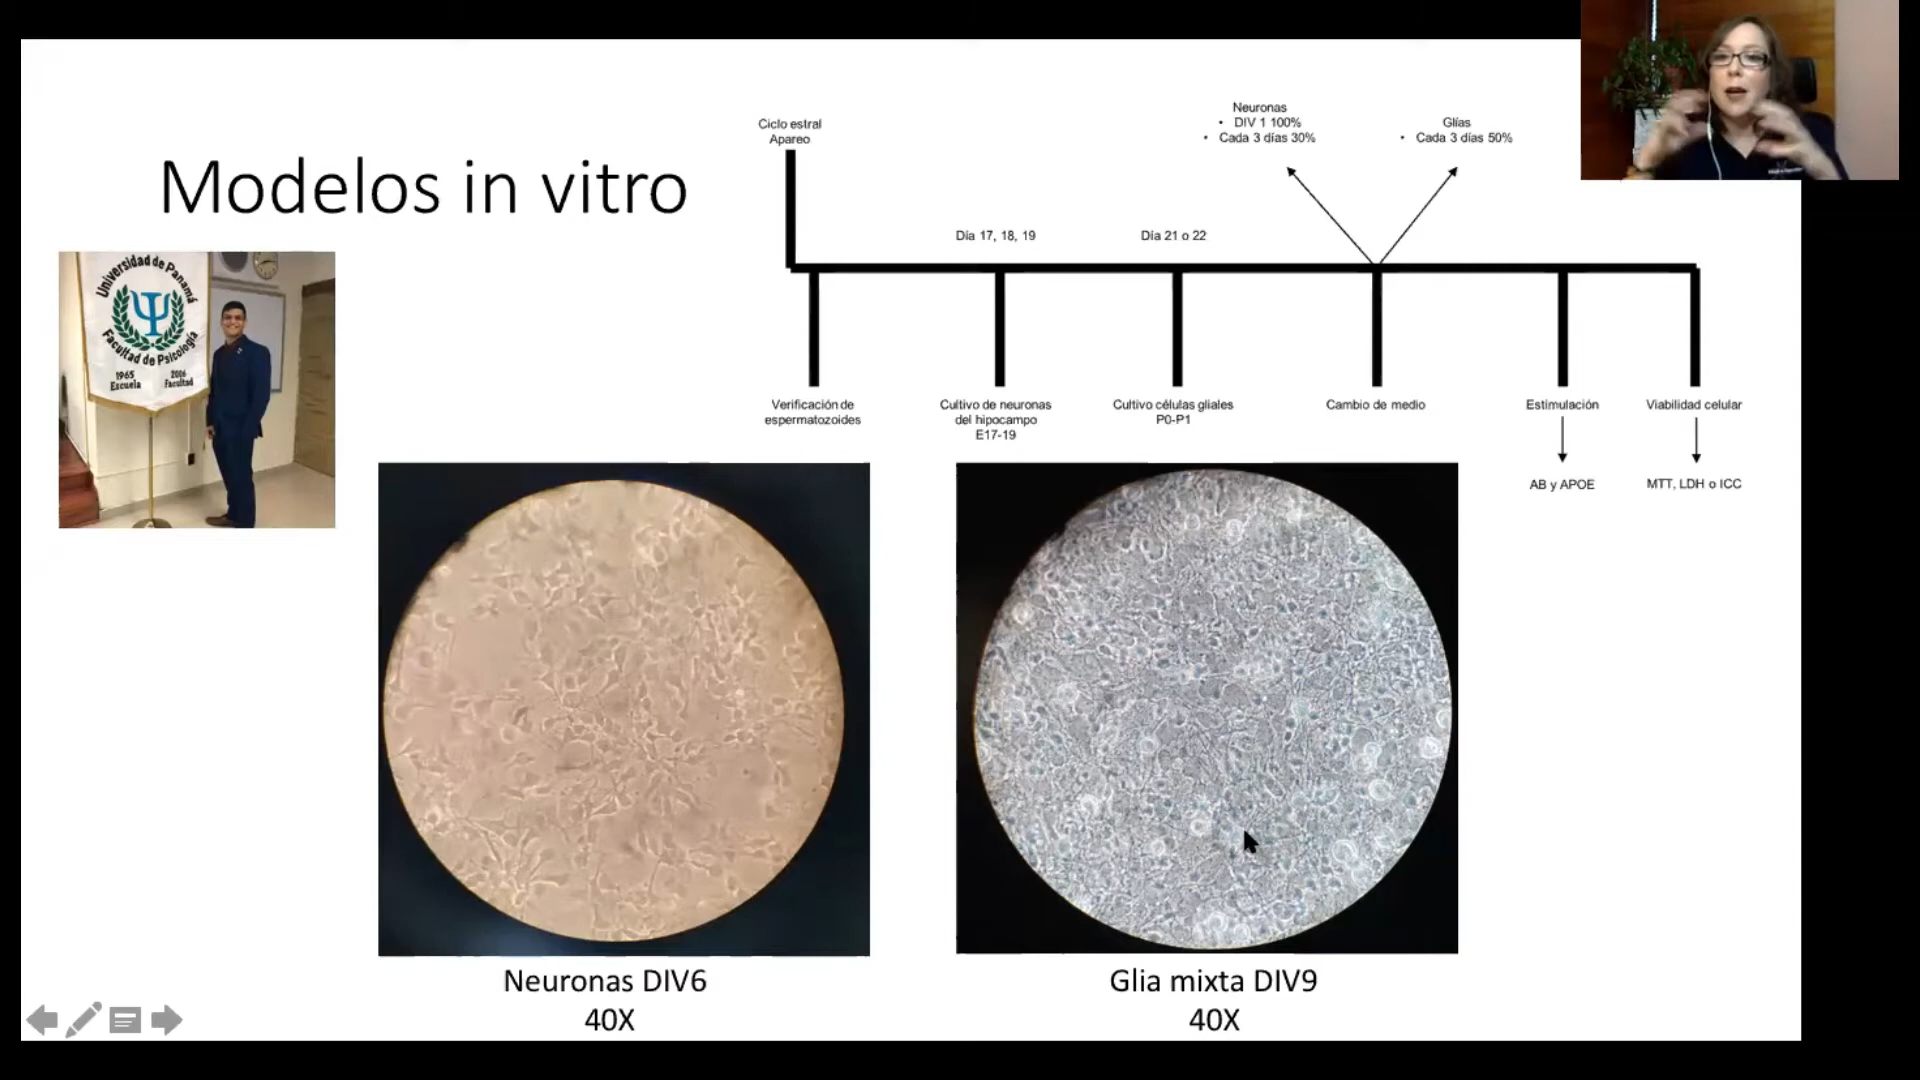 Modelos in vitro
Universidad de Panamá
Facultad de Psicología
1965
Escuela
2006
Facultad
Ciclo estral
Apareo
Neuronas
• DIV 1 100%
• Cada 3 días 30%
Glías
• Cada 3 días 50%
Día 17, 18, 19
Día 21 o 22
Verificación de
espermatozoides
Cultivo de neuronas
del hipocampo
E17-19
Cultivo células gliales
P0-P1
Cambio de medio
Estimulación
AB y APOE
Viabilidad celular
MTT, LDH o ICC
Neuronas DIV6
40X
Glia mixta DIV9
40X